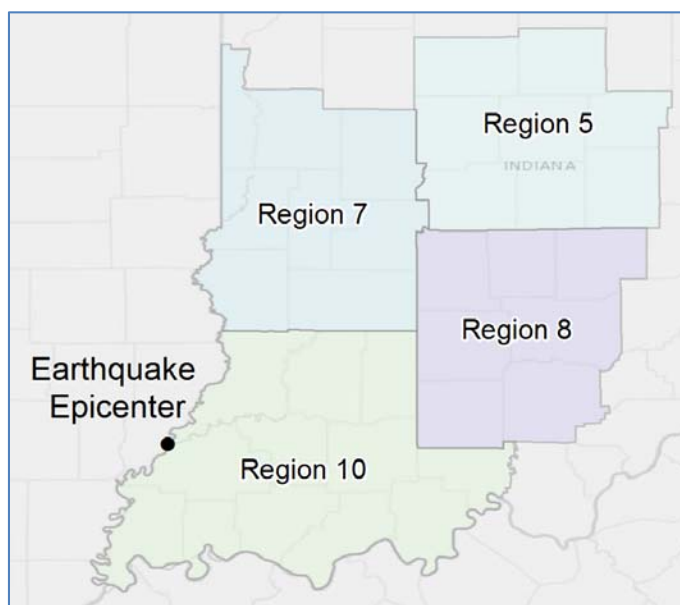 Region 5
INDIANA
Region 7
Region 8
Earthquake
Epicenter
Region 10